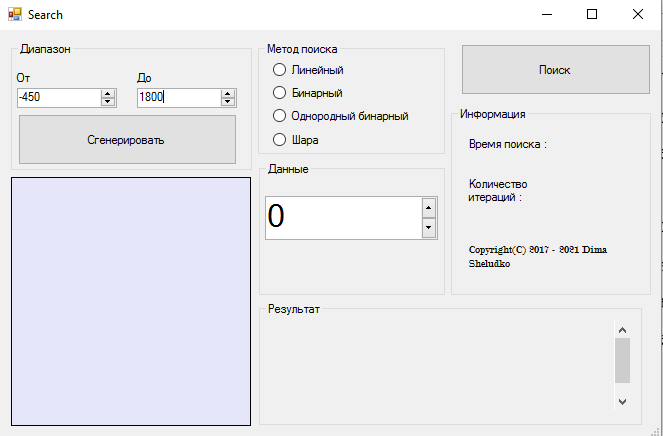 Search
Диапазон
От
До
-450
1800
Сгенерировать
Метод поиска
Линейный
Бинарный
Однородный бинарный
Шара
Данные
0
Поиск
Информация
Время поиска :
Количество
итераций :
Copyright(C) 2017 - 2021 Dima
Sheludko
Результат